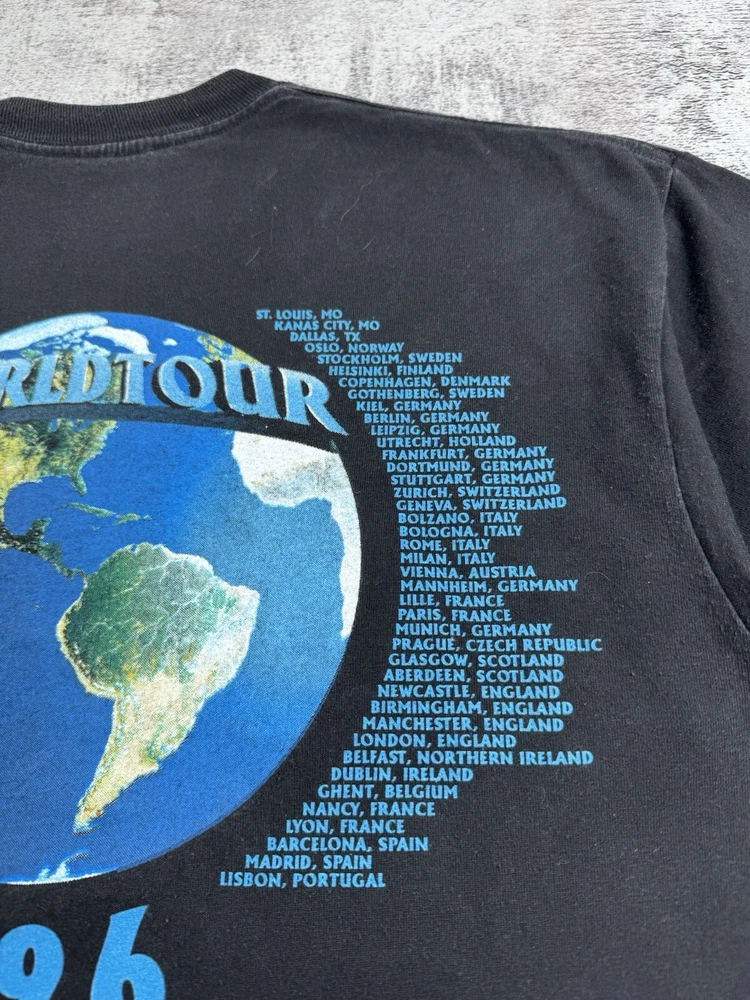 RLDTOUR
ST. LOUIS, MO
KANAS CITY, MO
DALLAS, TX
OSLO, NORWAY
STOCKHOLM, SWEDEN
HELSINKI, FINLAND
COPENHAGEN, DENMARK
GOTHENBERG, SWEDEN
KIEL, GERMANY
BERLIN, GERMANY
LEIPZIG, GERMANY
UTRECHT, HOLLAND
FRANKFURT, GERMANY
DORTMUND, GERMANY
STUTTGART, GERMANY
ZURICH, SWITZERLAND
GENEVA, SWITZERLAND
BOLZANO, ITALY
BOLOGNA, ITALY
ROME, ITALY
MILAN, ITALY
VIENNA, AUSTRIA
MANNHEIM, GERMANY
LILLE, FRANCE
PARIS, FRANCE
MUNICH, GERMANY
PRAGUE, CZECH REPUBLIC
GLASGOW, SCOTLAND
ABERDEEN, SCOTLAND
NEWCASTLE, ENGLAND
BIRMINGHAM, ENGLAND
MANCHESTER, ENGLAND
LONDON, ENGLAND
BELFAST, NORTHERN IRELAND
DUBLIN, IRELAND
GHENT, BELGIUM
NANCY, FRANCE
LYON, FRANCE
BARCELONA, SPAIN
MADRID, SPAIN
LISBON, PORTUGAL
96